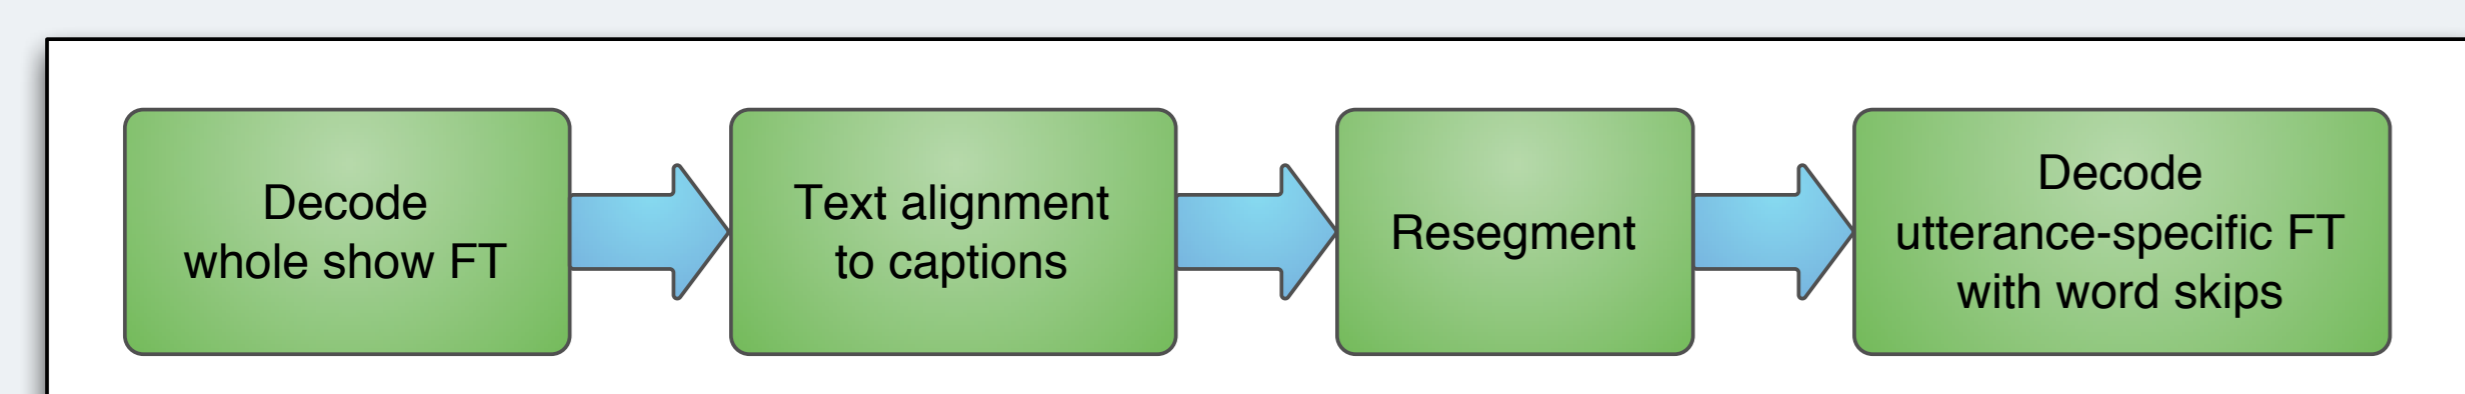 Decode
whole show FT
Text alignment
to captions
Resegment
Decode
utterance-specific FT
with word skips